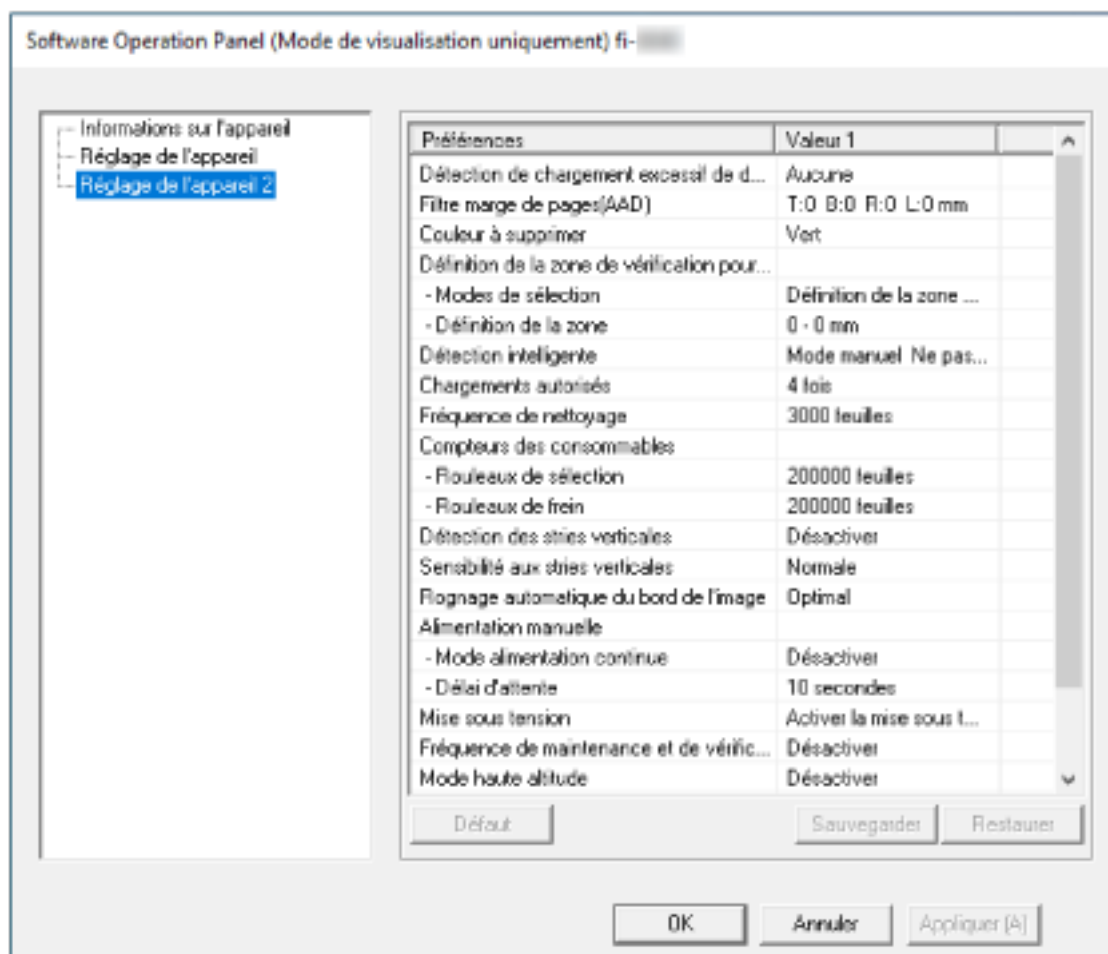 Software Operation Panel (Mode de visualisation uniquement) fi-
Informations sur l'appareil
Réglage de l'appareil
Réglage de l'appareil 2
Préférences Valeur 1
Détection de chargement excessif de d... Aucune
Filtre marge de pages(AAD) T:0 B:0 R:0 L:0 mm
Couleur à supprimer Vert
Définition de la zone de vérification pour...
- Modes de sélection Définition de la zone ...
- Définition de la zone 0 - 0 mm
Détection intelligente Mode manuel Ne pas...
Chargements autorisés 4 fois
Fréquence de nettoyage 3000 feuilles
Compteurs des consommables
- Rouleaux de sélection 200000 feuilles
- Rouleaux de frein 200000 feuilles
Détection des stries verticales Désactiver
Sensibilité aux stries verticales Normale
Rognage automatique du bord de l'image Optimal
Alimentation manuelle
- Mode alimentation continue Désactiver
- Délai d'attente 10 secondes
Mise sous tension Activer la mise sous t...
Fréquence de maintenance et de vérific... Désactiver
Mode haute altitude Désactiver
Défaut Sauvegarder Restaurer
OK Annuler Appliquer (A)